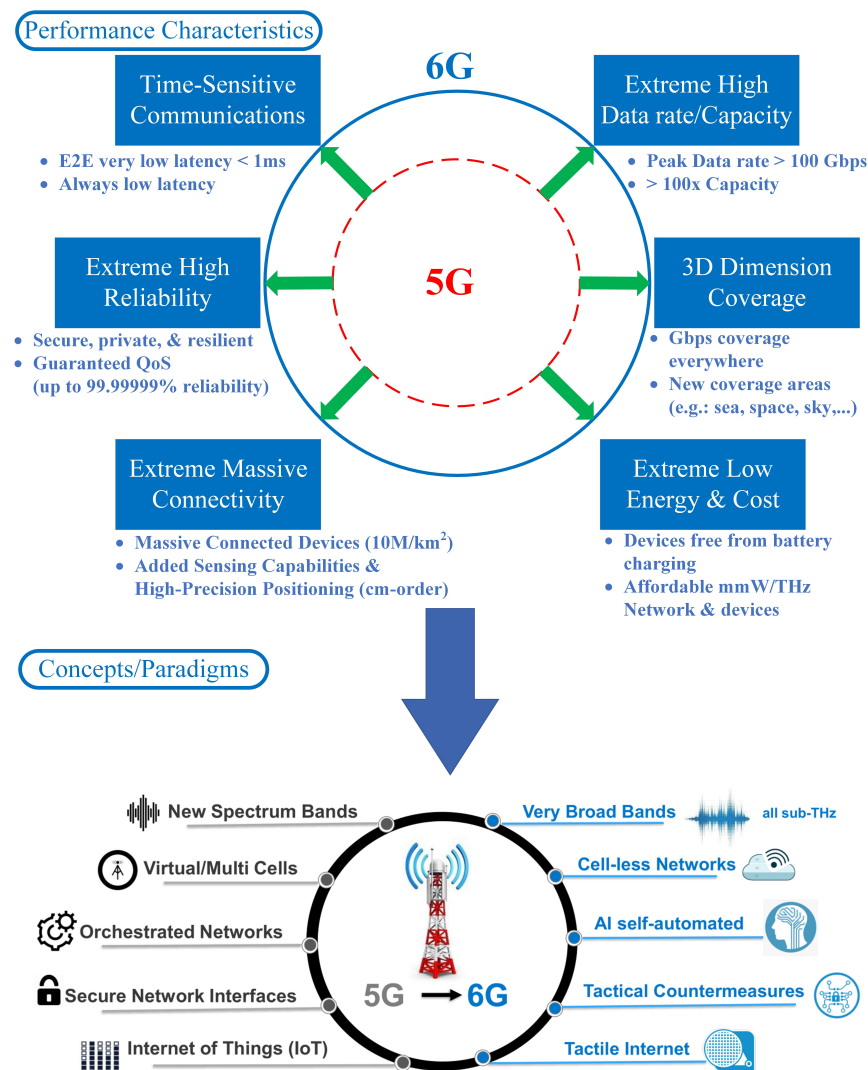 Performance Characteristics
6G
Time-Sensitive
Communications
• E2E very low latency < 1ms
• Always low latency
Extreme High
Data rate/Capacity
• Peak Data rate > 100 Gbps
• > 100x Capacity
Extreme High
Reliability
• Secure, private, & resilient
• Guaranteed QoS
(up to 99.99999% reliability)
5G
3D Dimension
Coverage
• Gbps coverage
everywhere
• New coverage areas
(e.g.: sea, space, sky,...)
Extreme Massive
Connectivity
• Massive Connected Devices (10M/km²)
• Added Sensing Capabilities &
High-Precision Positioning (cm-order)
Extreme Low
Energy & Cost
• Devices free from battery
charging
• Affordable mmW/THz
Network & devices
Concepts/Paradigms
New Spectrum Bands
Very Broad Bands
all sub-THz
Virtual/Multi Cells
Cell-less Networks
Orchestrated Networks
AI self-automated
Secure Network Interfaces
5G
6G
Tactical Countermeasures
Internet of Things (IoT)
Tactile Internet